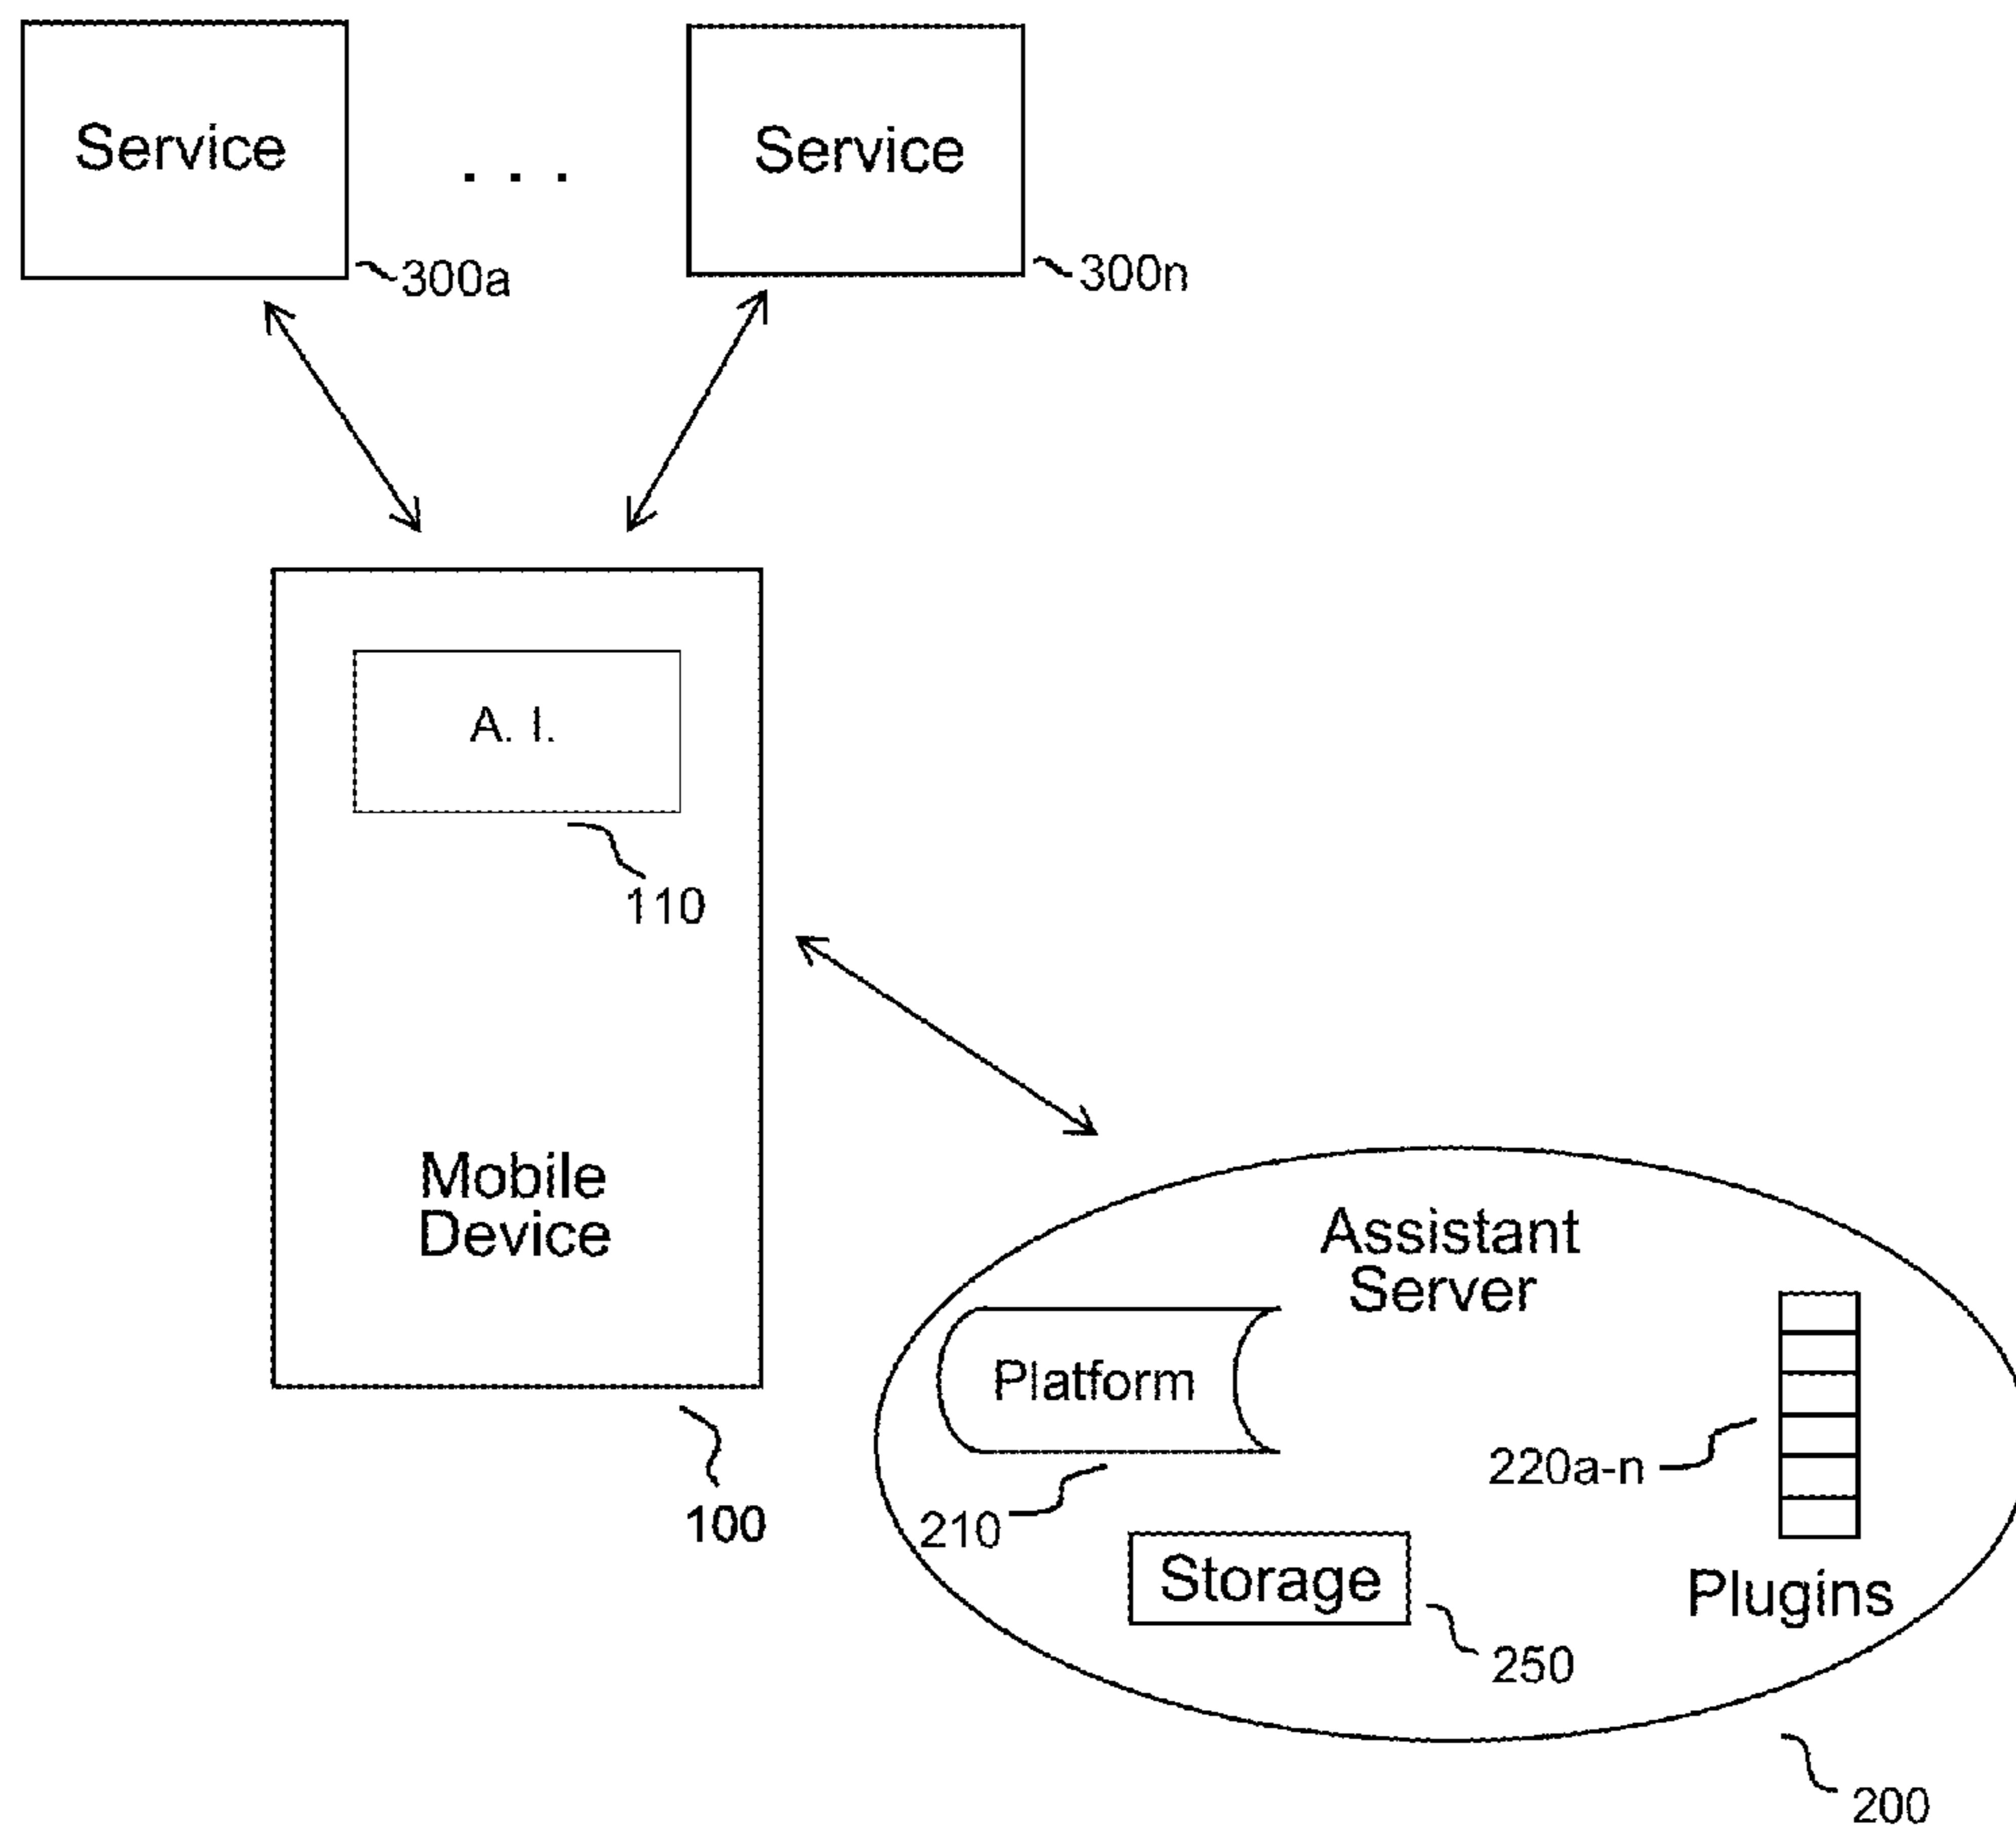 Service
. . .
Service
300a
300n
A. I.
110
Mobile
Device
100
Assistant
Server
Platform
210
220a-n
Storage
250
Plugins
200